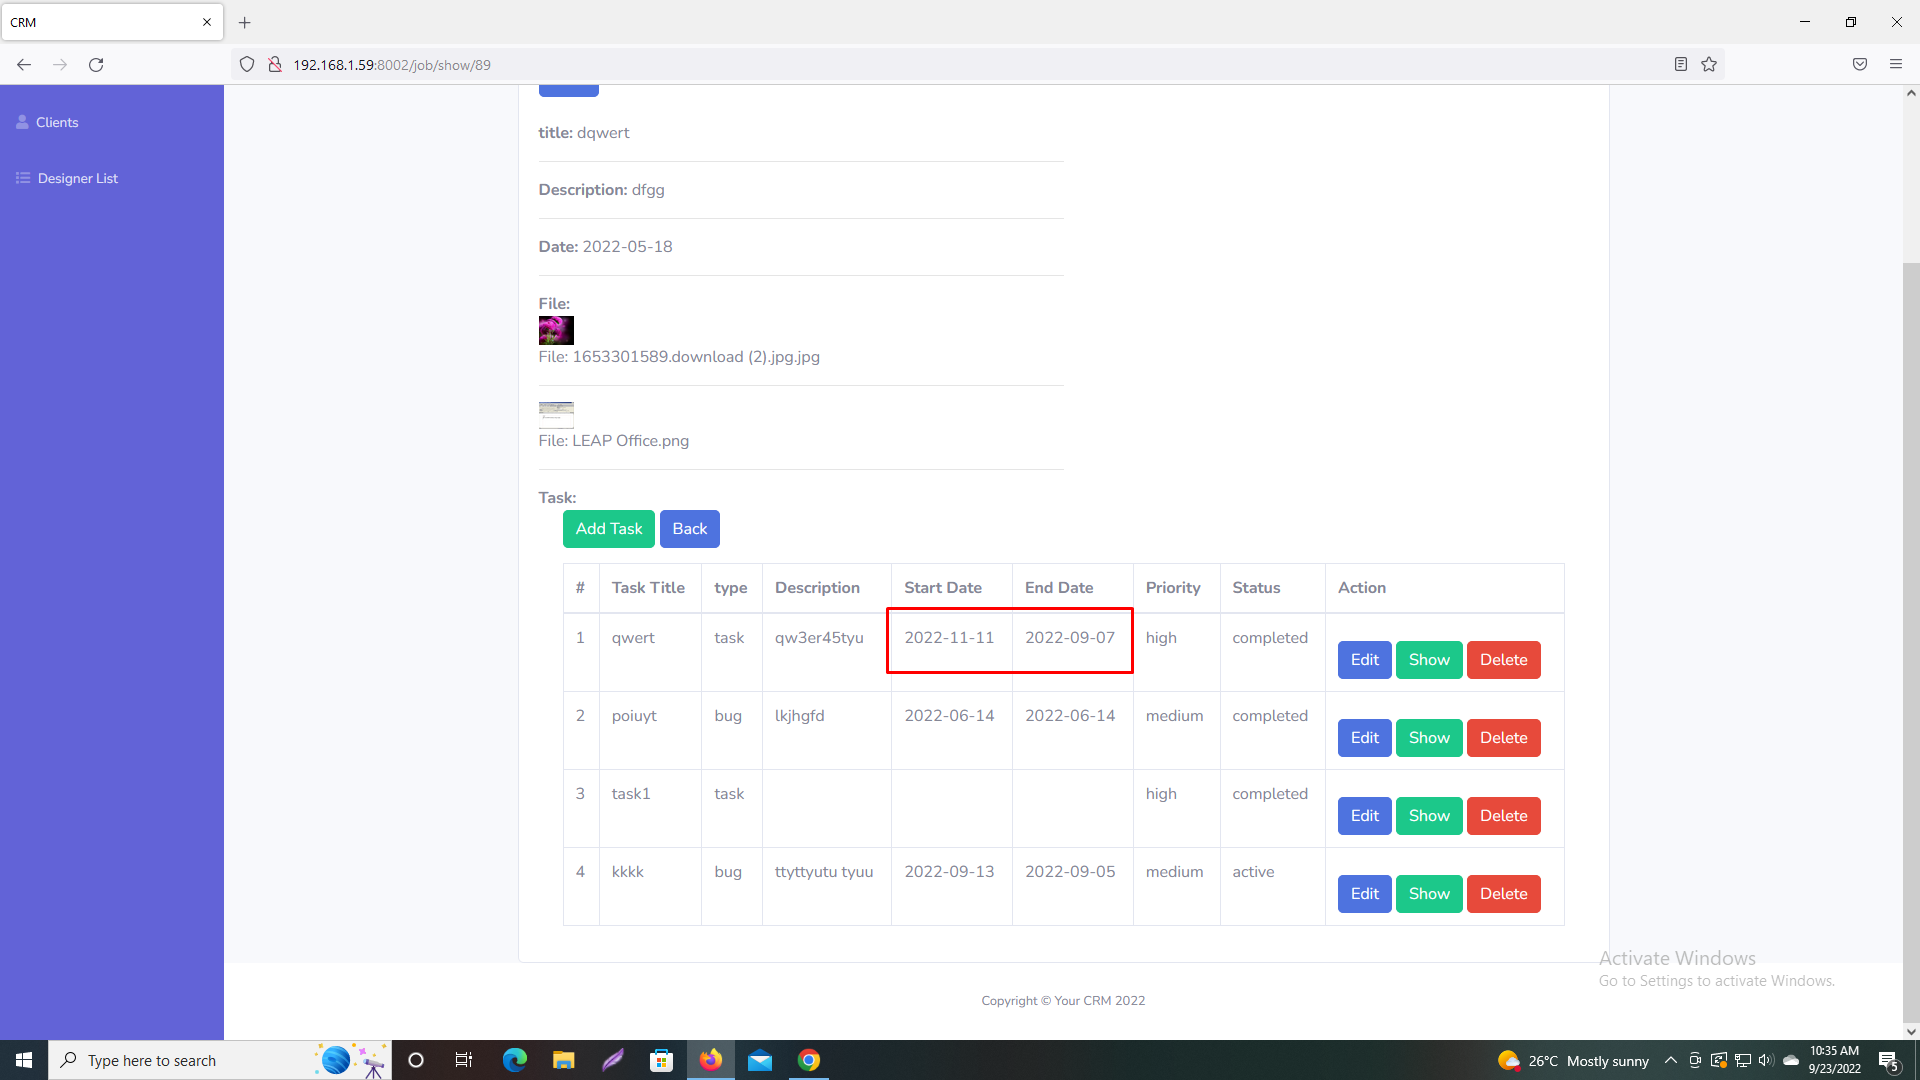 CRM
192.168.1.59:8002/job/show/89
Clients
Designer List
title: dqwert
Description: dfgg
Date: 2022-05-18
File:
File: 1653301589.download (2).jpg.jpg
File: LEAP Office.png
Task:
Add Task Back
# Task Title type Description Start Date End Date Priority Status Action
1 qwert task qw3er45tyu 2022-11-11 2022-09-07 high completed Edit Show Delete
2 poiuyt bug lkjhgfd 2022-06-14 2022-06-14 medium completed Edit Show Delete
3 task1 task high completed Edit Show Delete
4 kkkk bug ttyttyutu tyuu 2022-09-13 2022-09-05 medium active Edit Show Delete
Activate Windows
Go to Settings to activate Windows.
Copyright © Your CRM 2022
Type here to search
26°C Mostly sunny
10:35 AM
9/23/2022
5